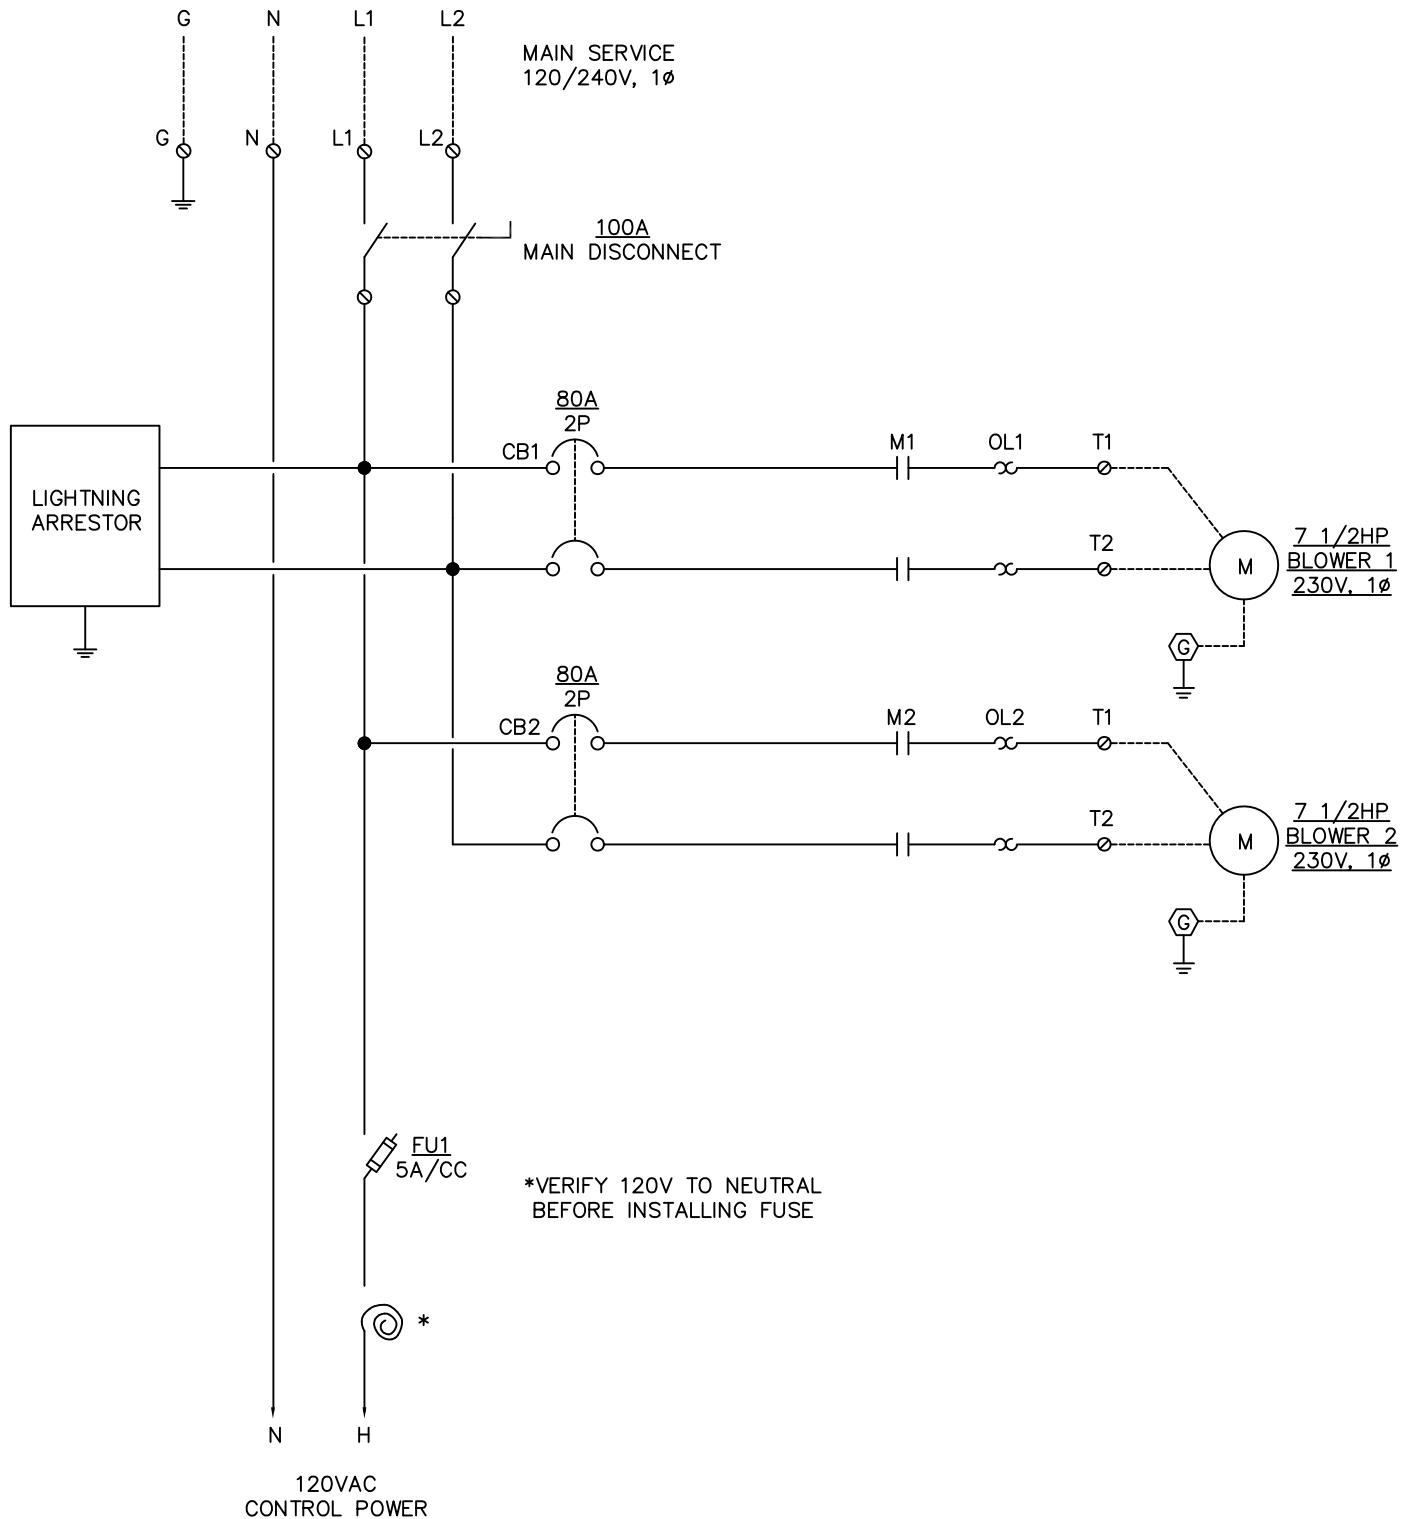 G N L1 L2
MAIN SERVICE
120/240V, 1ø
G N L1 L2
100A
MAIN DISCONNECT
LIGHTNING
ARRESTOR
80A
2P
CB1
M1 OL1 T1
T2
M
7 1/2HP
BLOWER 1
230V, 1ø
G
80A
2P
CB2
M2 OL2 T1
T2
M
7 1/2HP
BLOWER 2
230V, 1ø
G
FU1
5A/CC
*VERIFY 120V TO NEUTRAL
BEFORE INSTALLING FUSE
*
N H
120VAC
CONTROL POWER